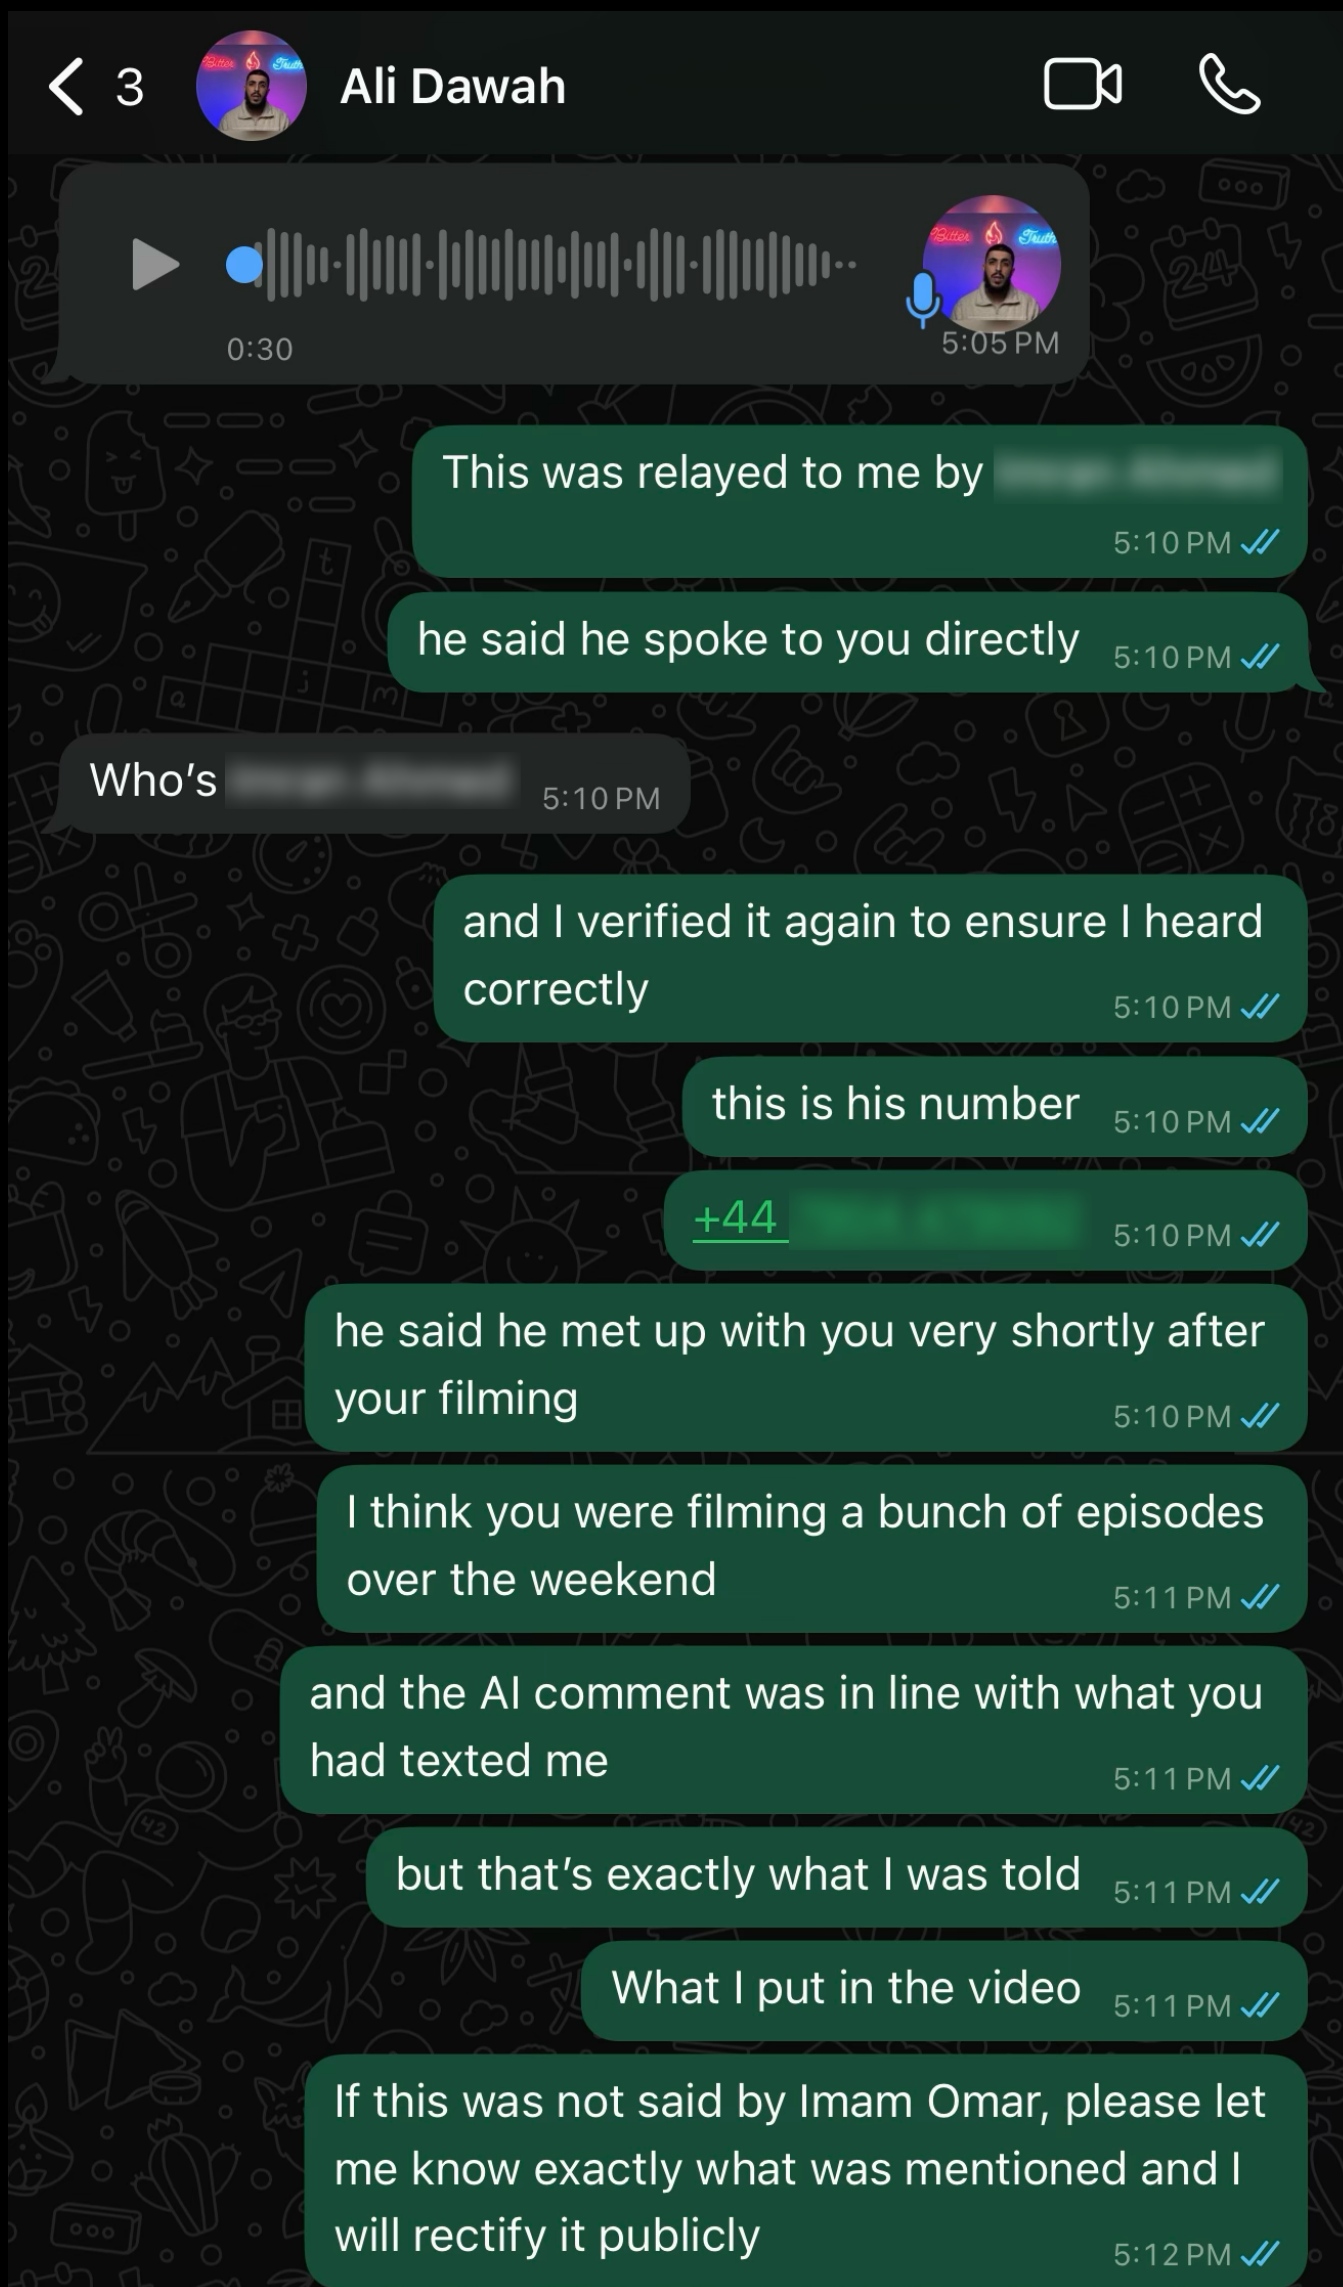 3
Ali Dawah
Bitter Truth
0:30
5:05 PM
This was relayed to me by
5:10 PM
he said he spoke to you directly 5:10 PM
Who's 5:10 PM
and I verified it again to ensure I heard
correctly 5:10 PM
this is his number 5:10 PM
+44 5:10 PM
he said he met up with you very shortly after
your filming 5:10 PM
I think you were filming a bunch of episodes
over the weekend 5:11 PM
and the AI comment was in line with what you
had texted me 5:11 PM
but that's exactly what I was told 5:11 PM
What I put in the video 5:11 PM
If this was not said by Imam Omar, please let
me know exactly what was mentioned and I
will rectify it publicly 5:12 PM